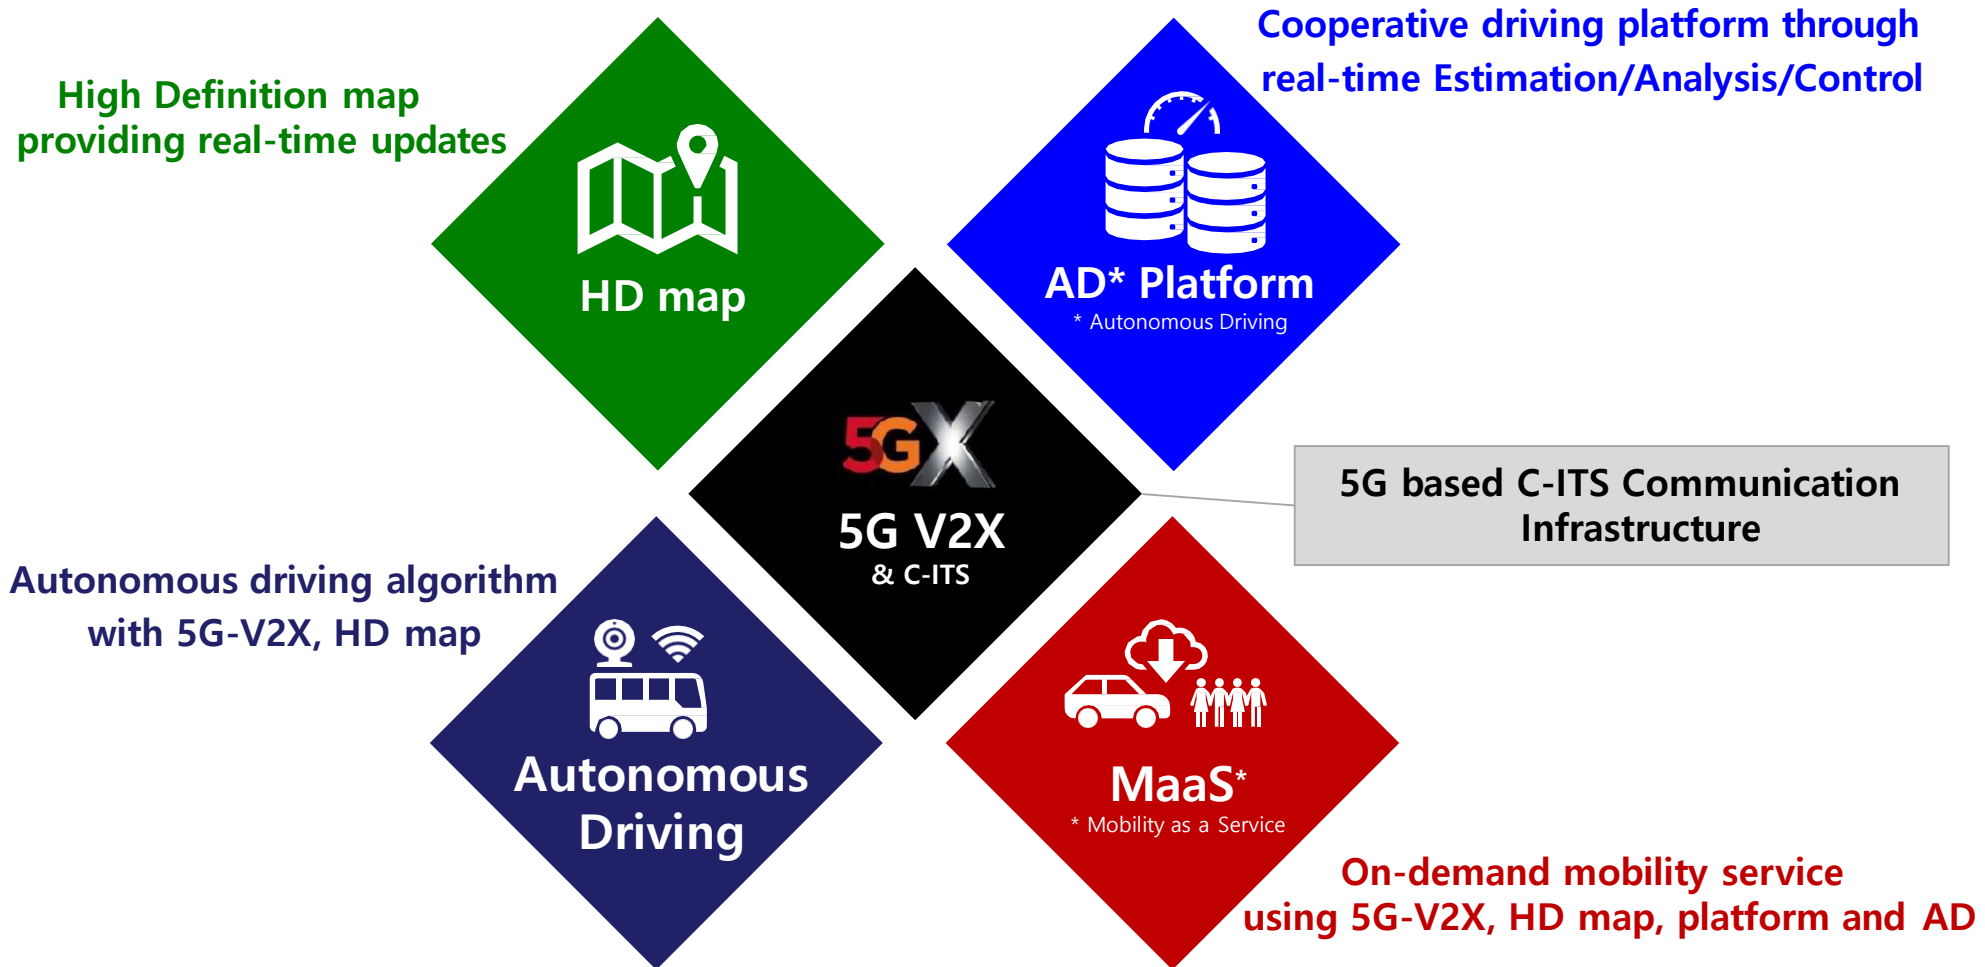 Cooperative driving platform through
real-time Estimation/Analysis/Control
High Definition map
providing real-time updates
HD map
AD* Platform
* Autonomous Driving
5GX
5G V2X
& C-ITS
5G based C-ITS Communication
Infrastructure
Autonomous driving algorithm
with 5G-V2X, HD map
Autonomous
Driving
MaaS*
* Mobility as a Service
On-demand mobility service
using 5G-V2X, HD map, platform and AD